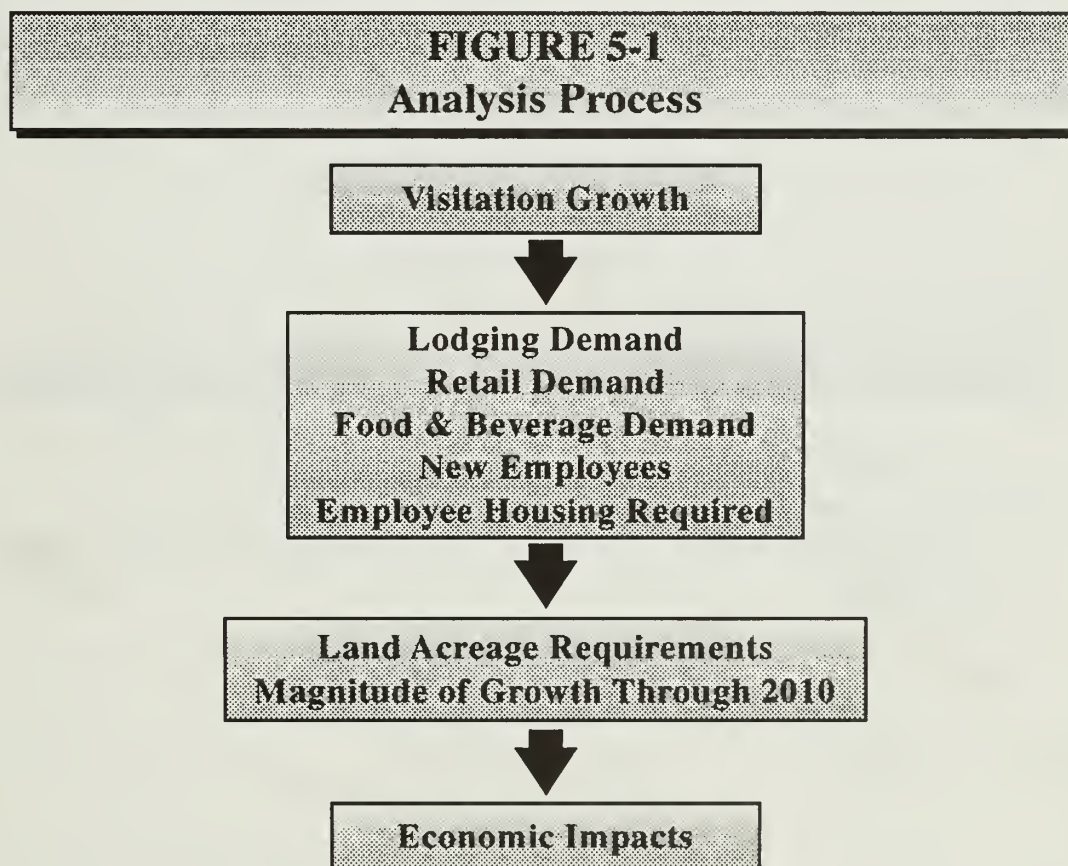 FIGURE 5-1
Analysis Process
Visitation Growth
Lodging Demand
Retail Demand
Food & Beverage Demand
New Employees
Employee Housing Required
Land Acreage Requirements
Magnitude of Growth Through 2010
Economic Impacts